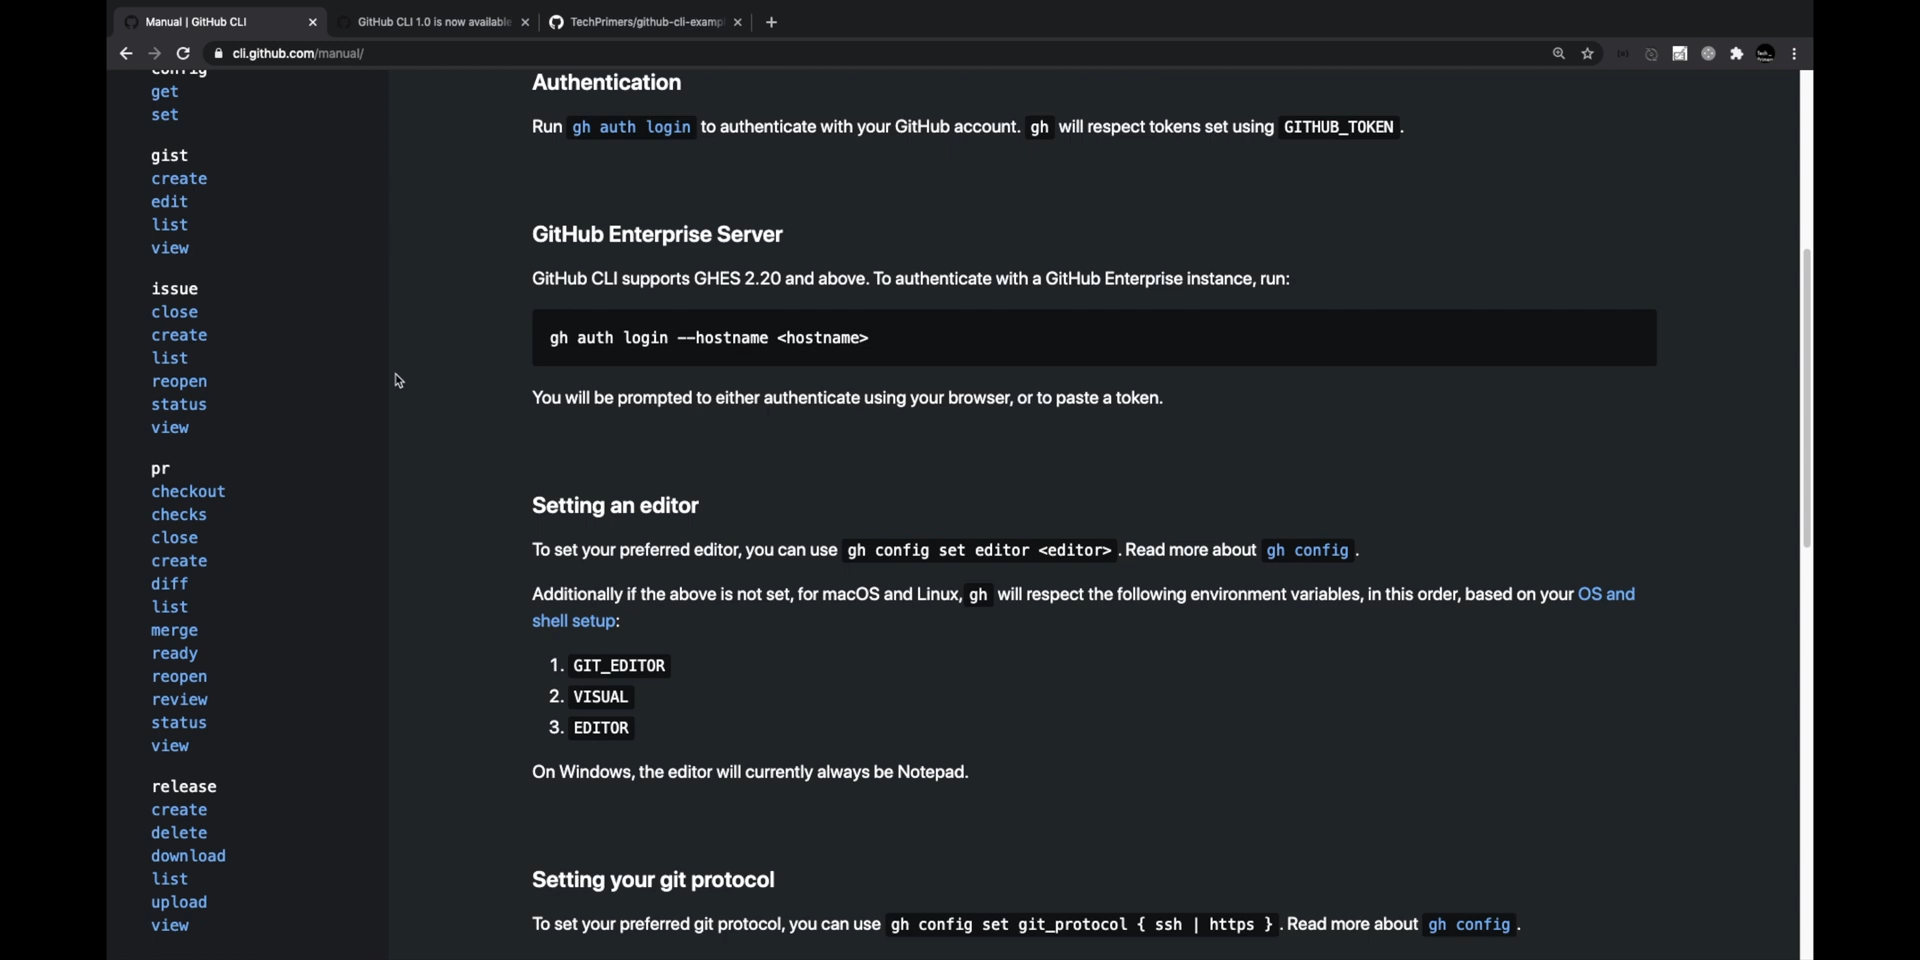 Manual | GitHub CLI
GitHub CLI 1.0 is now available
TechPrimers/github-cli-examp
cli.github.com/manual/
config
get
set
gist
create
edit
list
view
issue
close
create
list
reopen
status
view
pr
checkout
checks
close
create
diff
list
merge
ready
reopen
review
status
view
release
create
delete
download
list
upload
view
Authentication
Run gh auth login to authenticate with your GitHub account. gh will respect tokens set using GITHUB_TOKEN .
GitHub Enterprise Server
GitHub CLI supports GHES 2.20 and above. To authenticate with a GitHub Enterprise instance, run:
gh auth login --hostname <hostname>
You will be prompted to either authenticate using your browser, or to paste a token.
Setting an editor
To set your preferred editor, you can use gh config set editor <editor> . Read more about gh config .
Additionally if the above is not set, for macOS and Linux, gh will respect the following environment variables, in this order, based on your OS and
shell setup:
1. GIT_EDITOR
2. VISUAL
3. EDITOR
On Windows, the editor will currently always be Notepad.
Setting your git protocol
To set your preferred git protocol, you can use gh config set git_protocol { ssh | https } . Read more about gh config .